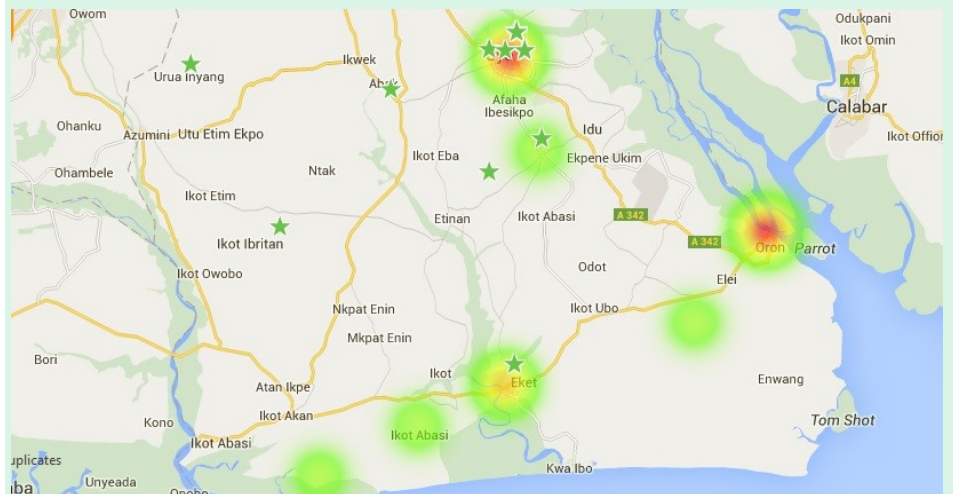 Owom
Odukpani
Ikot Omin
Ikwek
Urua Inyang
A4
Calabar
Afaha
Ibesikpo
Ohanku
Azumini
Utu Etim Ekpo
Idu
Ikot Eba
Ekpene Ukim
Ohambele
Ntak
Ikot Etim
Etinan
Ikot Abasi
A 342
Ikot Ibritan
A 342
Oron
Parrot
Ikot Owobo
Odot
Elei
Nkpat Enin
Ikot Ubo
Mkpat Enin
Bori
Ikot
Eket
Enwang
Atan Ikpe
Ikot Akan
Kono
Tom Shot
Ikot Abasi
Ikot Abasi
uplicates
Kwa Ibo
Unyeada